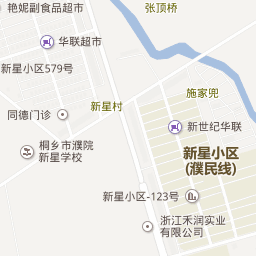 艳妮副食品超市
张顶桥
华联超市
新星小区579号
施家兜
新星村
同德门诊
新世纪华联
桐乡市濮院
新星学校
新星小区
(濮民线)
新星小区-123号
浙江禾润实业
有限公司